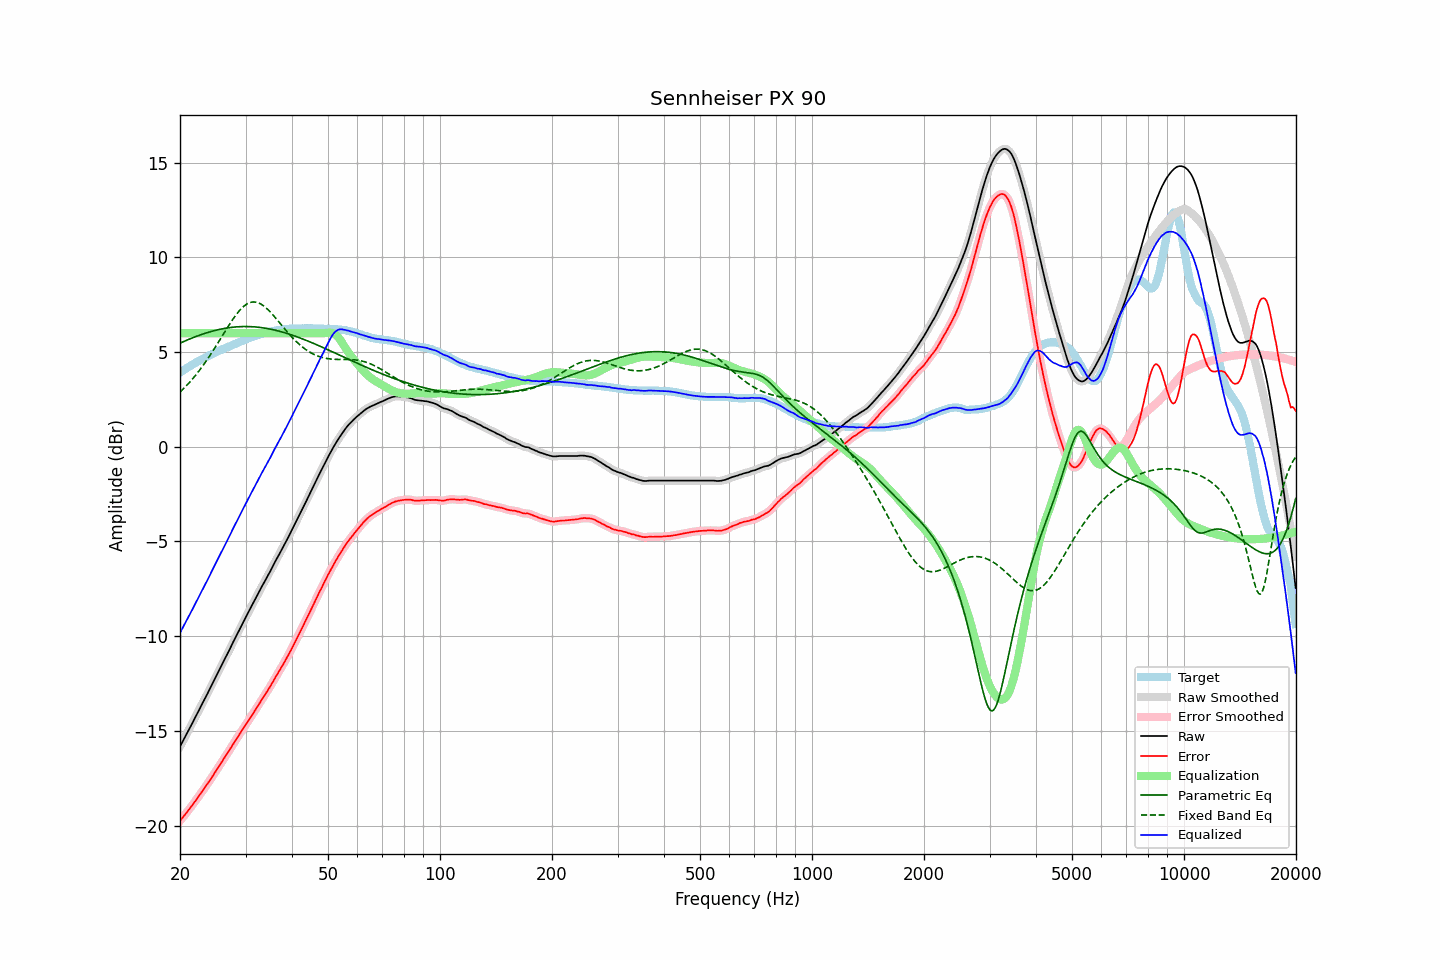 Sennheiser PX 90
15
10
5
0
−5
−10
−15
−20
Amplitude (dBr)
20
50
100
200
500
1000
2000
5000
10000
20000
Frequency (Hz)
Target
Raw Smoothed
Error Smoothed
Raw
Error
Equalization
Parametric Eq
Fixed Band Eq
Equalized